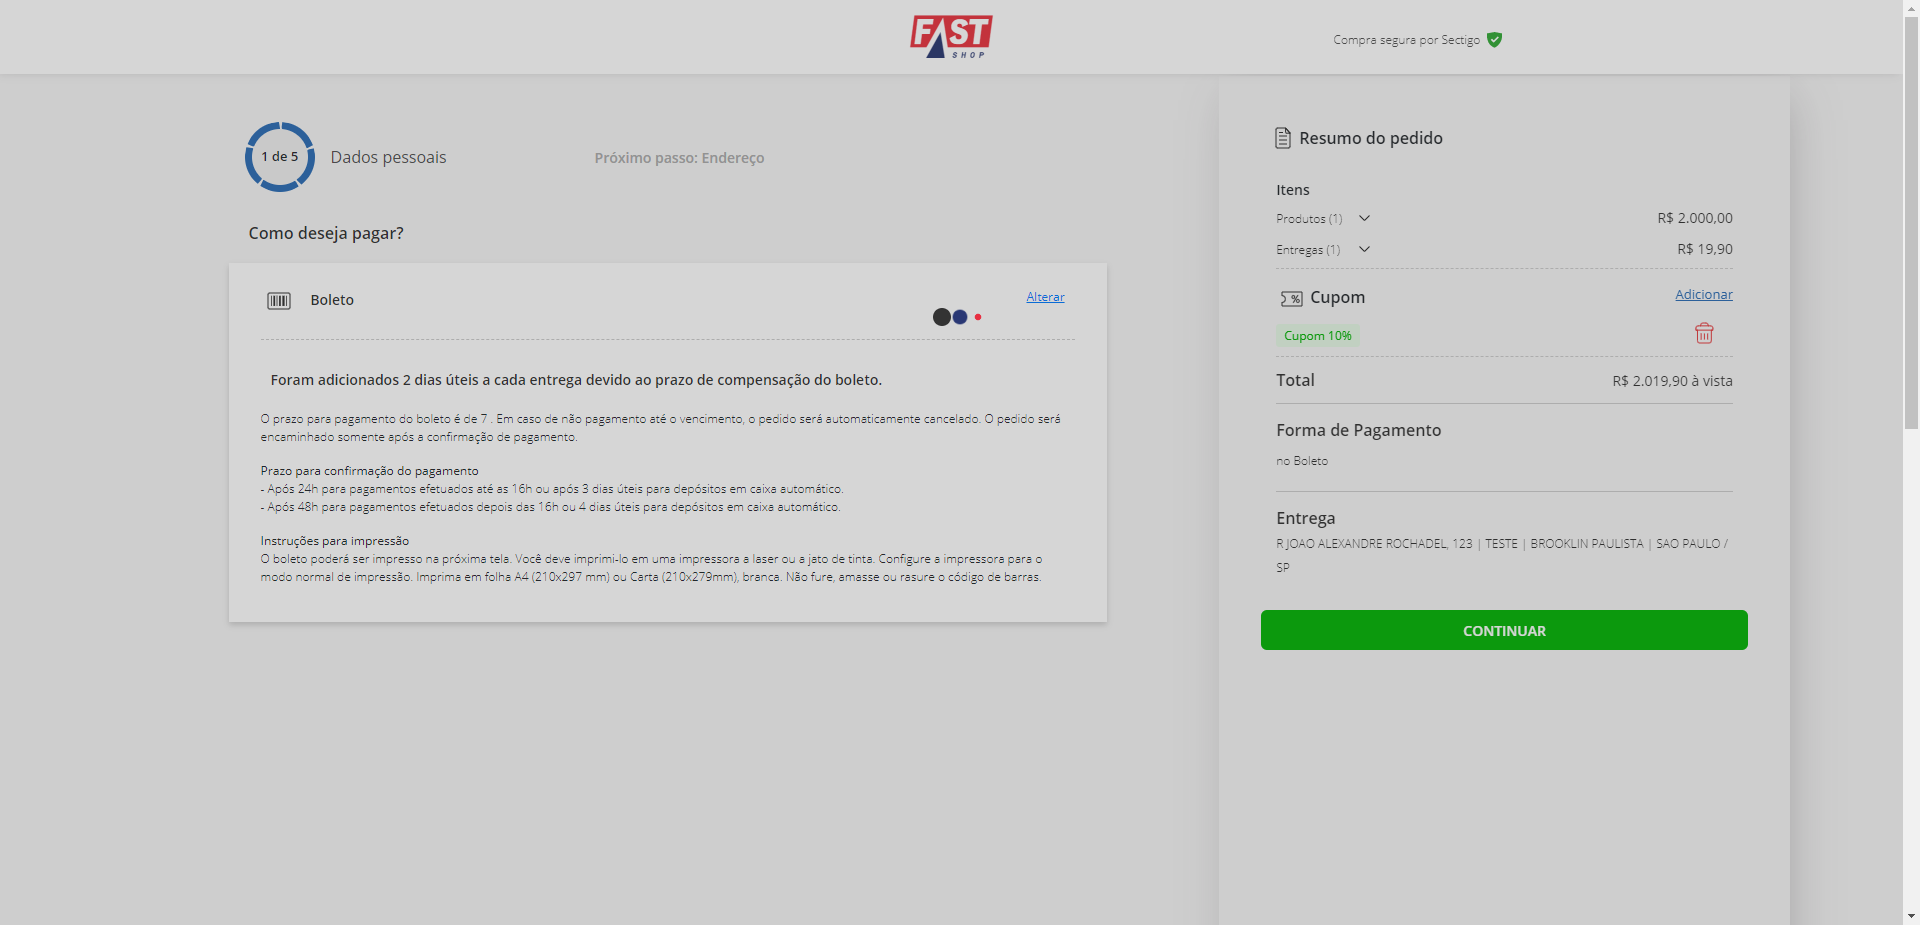 FAST
SHOP
Compra segura por Sectigo
1 de 5
Dados pessoais
Próximo passo: Endereço
Como deseja pagar?
Boleto
Alterar
Foram adicionados 2 dias úteis a cada entrega devido ao prazo de compensação do boleto.
O prazo para pagamento do boleto é de 7 . Em caso de não pagamento até o vencimento, o pedido será automaticamente cancelado. O pedido será
encaminhado somente após a confirmação de pagamento.
Prazo para confirmação do pagamento
- Após 24h para pagamentos efetuados até as 16h ou após 3 dias úteis para depósitos em caixa automático.
- Após 48h para pagamentos efetuados depois das 16h ou 4 dias úteis para depósitos em caixa automático.
Instruções para impressão
O boleto poderá ser impresso na próxima tela. Você deve imprimi-lo em uma impressora a laser ou a jato de tinta. Configure a impressora para o
modo normal de impressão. Imprima em folha A4 (210x297 mm) ou Carta (210x279mm), branca. Não fure, amasse ou rasure o código de barras.
Resumo do pedido
Itens
Produtos (1) R$ 2.000,00
Entregas (1) R$ 19,90
Cupom
Adicionar
Cupom 10%
Total R$ 2.019,90 à vista
Forma de Pagamento
no Boleto
Entrega
R JOAO ALEXANDRE ROCHADEL, 123 | TESTE | BROOKLIN PAULISTA | SAO PAULO /
SP
CONTINUAR